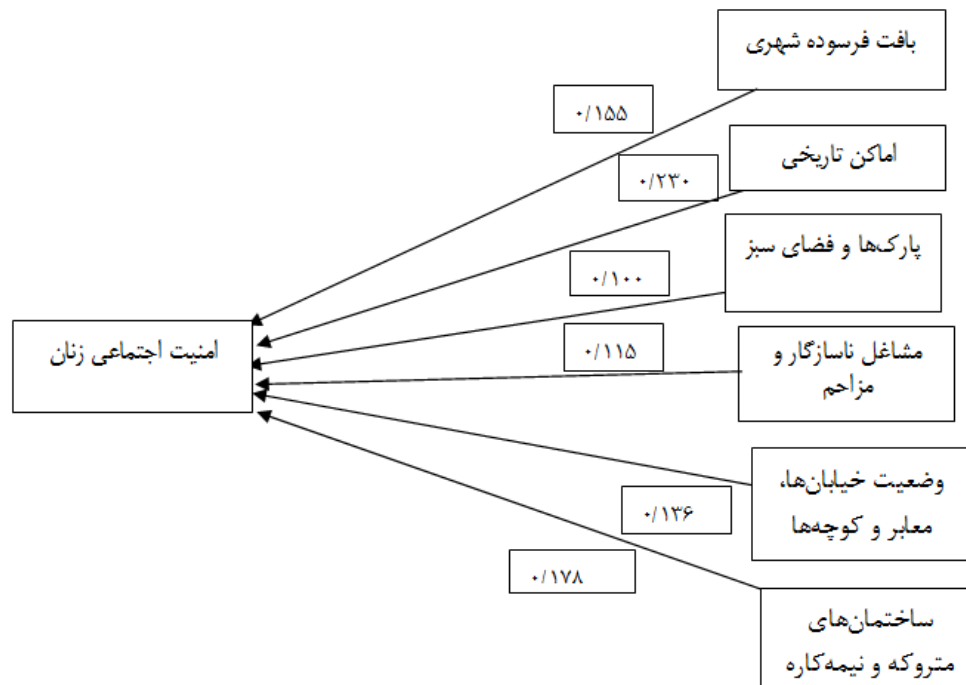 بافت فرسوده شهری
۰/۱۵۵
اماکن تاریخی
۰/۲۳۰
پارک‌ها و فضای سبز
۰/۱۰۰
امنیت اجتماعی زنان
۰/۱۱۵
مشاغل ناسازگار و
مزاحم
وضعیت خیابان‌ها،
معابر و کوچه‌ها
۰/۱۳۶
۰/۱۷۸
ساختمان‌های
متروکه و نیمه‌کاره